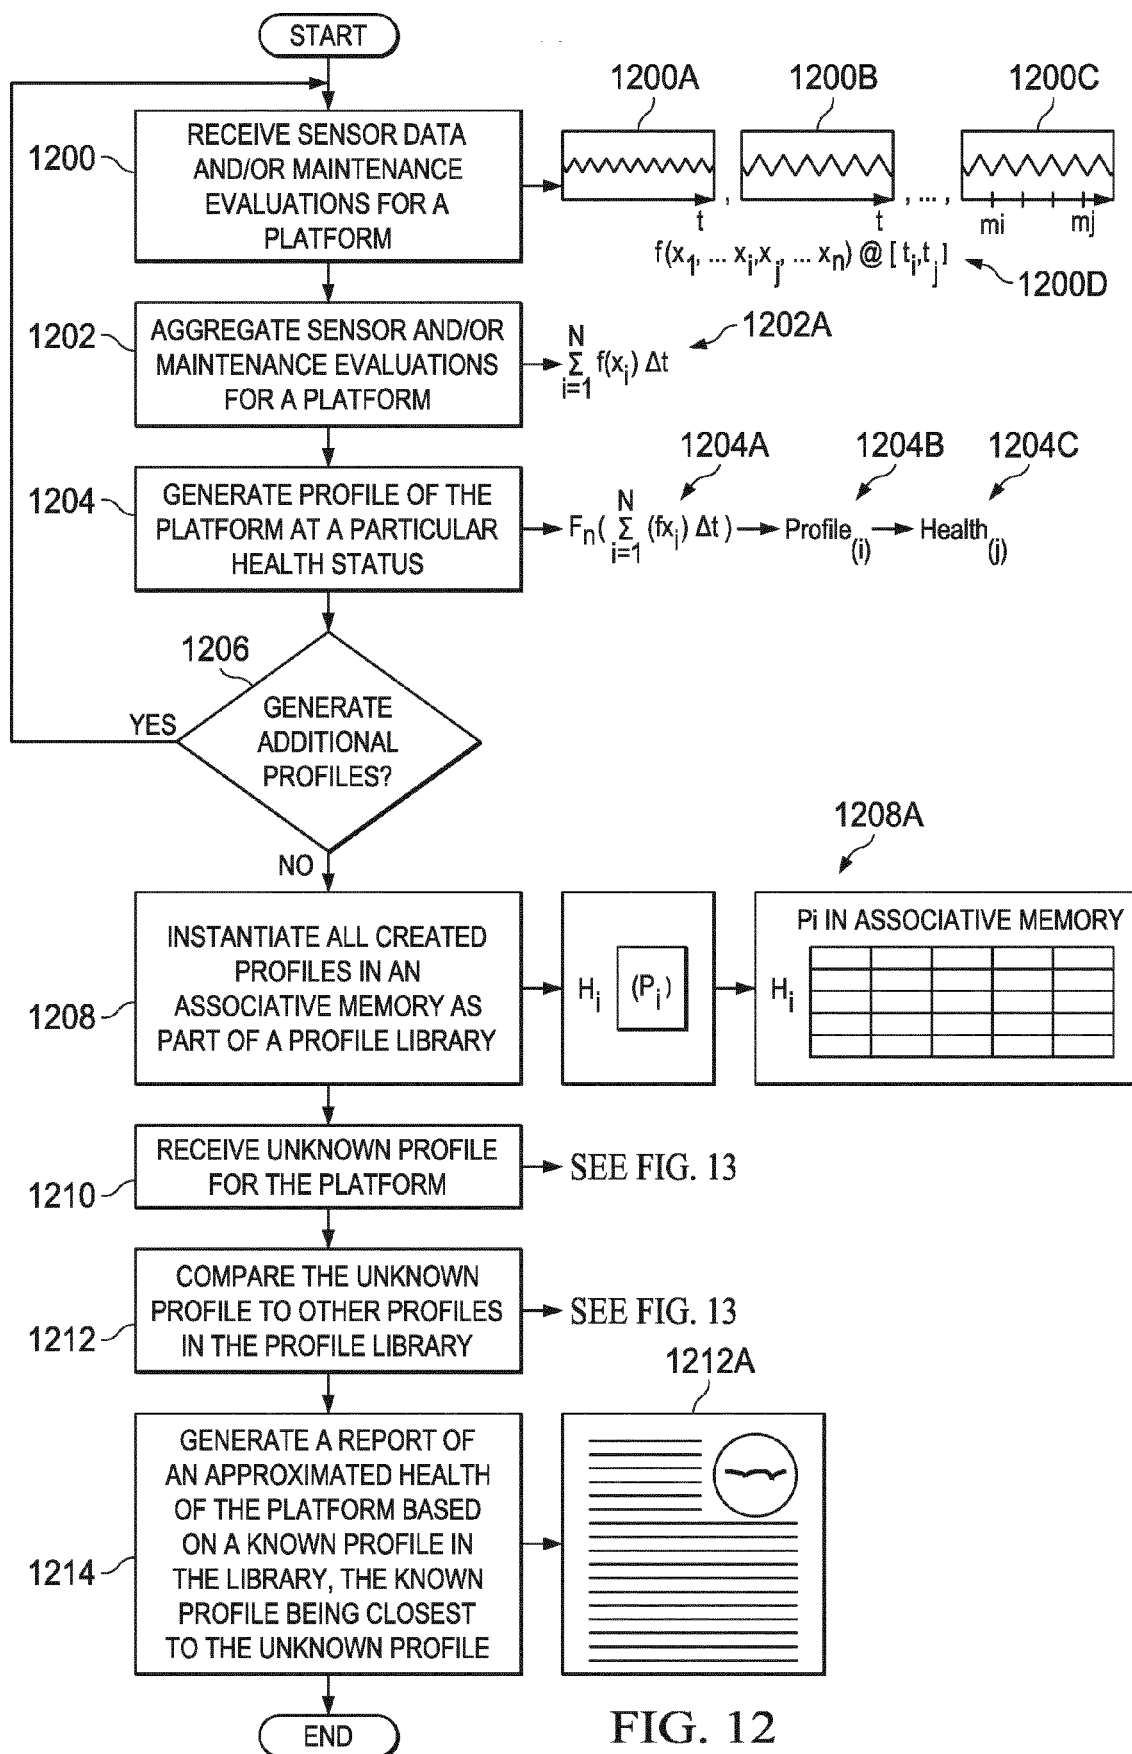 START
1200A
1200B
1200C
1200
RECEIVE SENSOR DATA
AND/OR MAINTENANCE
EVALUATIONS FOR A
PLATFORM
t ,
t , ... ,
mi mj
f(x1, ... xi,xj, ... xn) @ [ ti,tj ]
1200D
1202
AGGREGATE SENSOR AND/OR
MAINTENANCE EVALUATIONS
FOR A PLATFORM
N
Σ f(xi) Δt
i=1
1202A
1204
GENERATE PROFILE OF THE
PLATFORM AT A PARTICULAR
HEALTH STATUS
1204A
1204B
1204C
N
Fn( Σ (fxi) Δt ) → Profile(i) → Health(j)
i=1
1206
GENERATE
ADDITIONAL
PROFILES?
YES
NO
1208
INSTANTIATE ALL CREATED
PROFILES IN AN
ASSOCIATIVE MEMORY AS
PART OF A PROFILE LIBRARY
Hi (Pi)
1208A
Pi IN ASSOCIATIVE MEMORY
Hi
1210
RECEIVE UNKNOWN PROFILE
FOR THE PLATFORM
SEE FIG. 13
1212
COMPARE THE UNKNOWN
PROFILE TO OTHER PROFILES
IN THE PROFILE LIBRARY
SEE FIG. 13
1212A
1214
GENERATE A REPORT OF
AN APPROXIMATED HEALTH
OF THE PLATFORM BASED
ON A KNOWN PROFILE IN
THE LIBRARY, THE KNOWN
PROFILE BEING CLOSEST
TO THE UNKNOWN PROFILE
END
FIG. 12